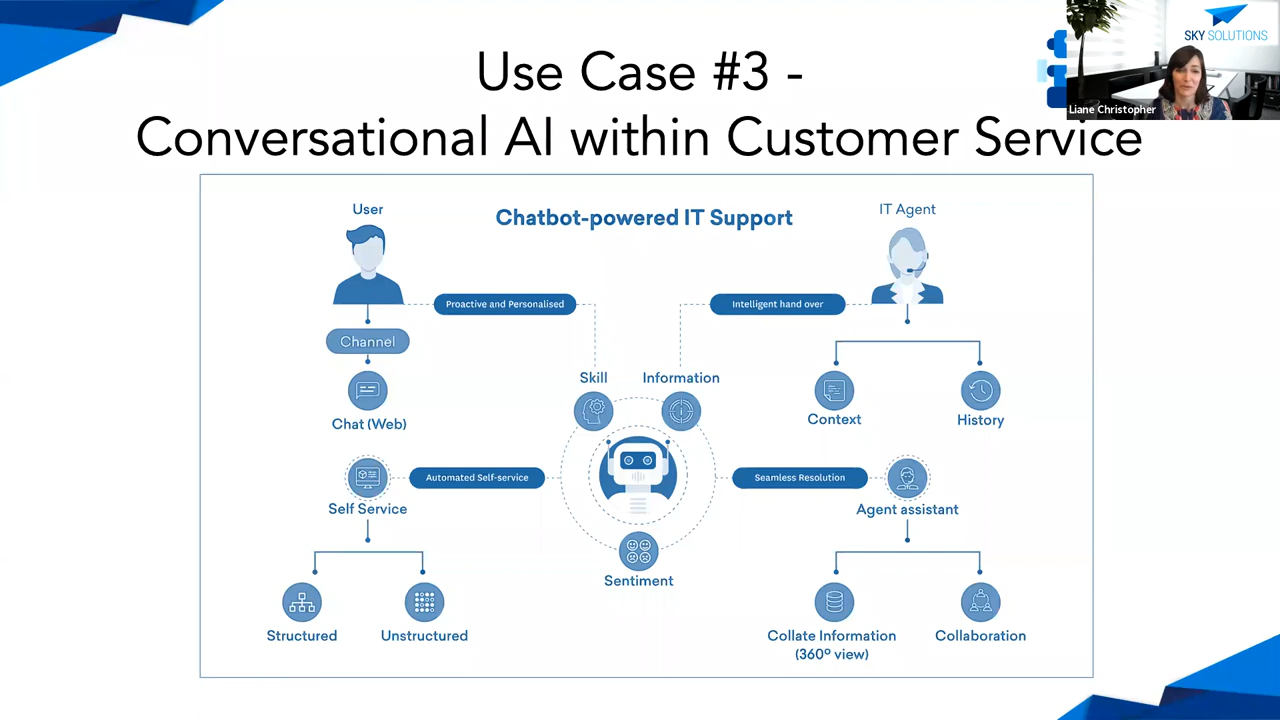 Use Case #3 -
Conversational AI within Customer Service
SKY SOLUTIONS
Liane Christopher
Chatbot-powered IT Support
User
IT Agent
Proactive and Personalised
Intelligent hand over
Channel
Skill
Information
Chat (Web)
Context
History
Automated Self-service
Seamless Resolution
Self Service
Agent assistant
Sentiment
Structured
Unstructured
Collate Information
(360º view)
Collaboration